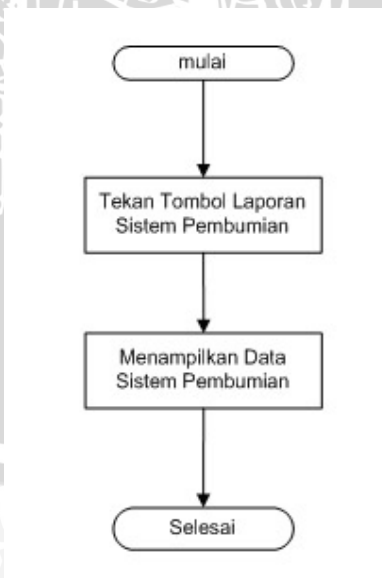 mulai
Tekan Tombol Laporan
Sistem Pembumian
Menampilkan Data
Sistem Pembumian
Selesai